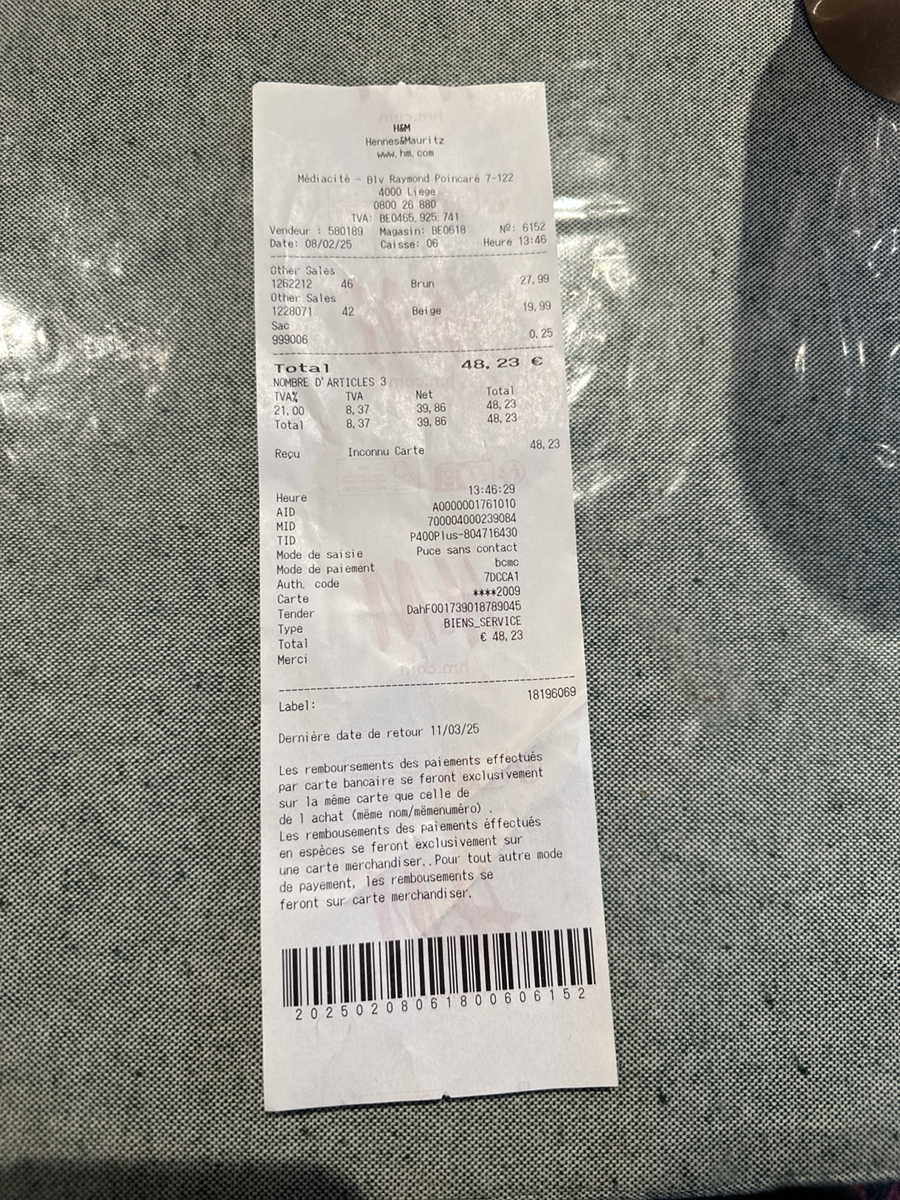 H&M
Hennes&Mauritz
www.hm.com
Médiacité - Blv Raymond Poincaré 7-122
4000 Liege
0800 26 880
TVA: BE0465.925.741
Vendeur : 580189 Magasin: BE0618 Nº: 6152
Date: 08/02/25 Caisse: 06 Heure 13:46
Other Sales
1262212 46 Brun 27,99
Other Sales
1228071 42 Beige 19,99
Sac
999006 0,25
Total 48,23 €
NOMBRE D'ARTICLES 3
TVA% TVA Net Total
21,00 8,37 39,86 48,23
Total 8,37 39,86 48,23
Reçu Inconnu Carte 48,23
Heure 13:46:29
AID A0000001761010
MID 700004000239084
TID P400Plus-804716430
Mode de saisie Puce sans contact
Mode de paiement bcmc
Auth. code 7DCCA1
Carte ****2009
Tender DahF001739018789045
Type BIENS_SERVICE
Total € 48,23
Merci
Label: 18196069
Dernière date de retour 11/03/25
Les remboursements des paiements effectués
par carte bancaire se feront exclusivement
sur la même carte que celle de
de l achat (même nom/mêmenuméro) .
Les rembousements des paiements éffectués
en espèces se feront exclusivement sur
une carte merchandiser..Pour tout autre mode
de payement, les rembousements se
feront sur carte merchandiser.
20250208061800606152